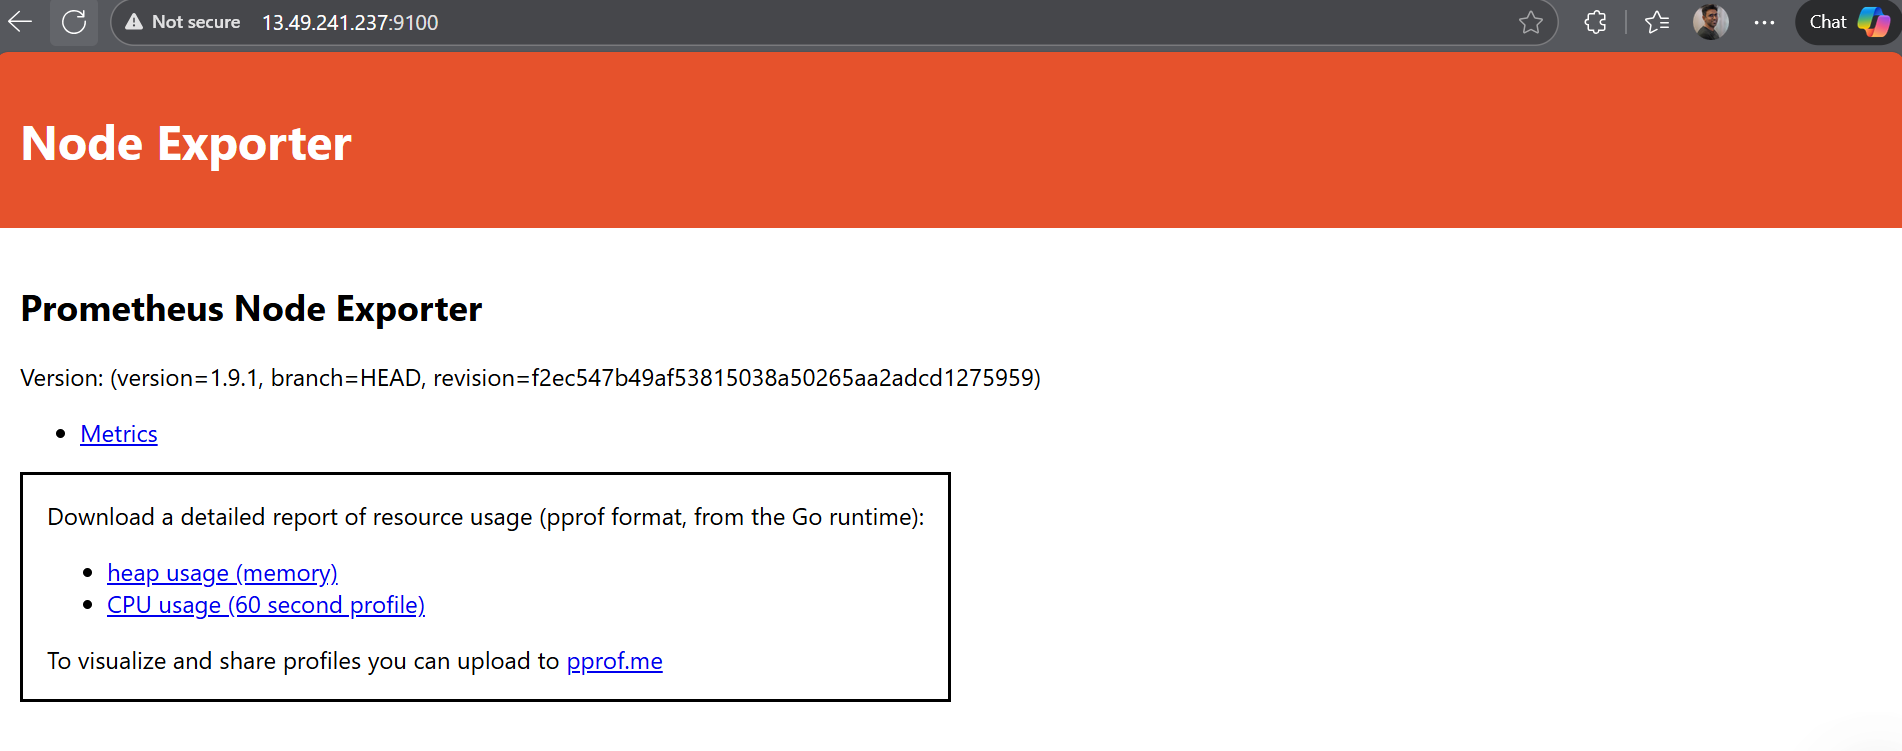 Not secure 13.49.241.237:9100
Chat
Node Exporter
Prometheus Node Exporter
Version: (version=1.9.1, branch=HEAD, revision=f2ec547b49af53815038a50265aa2adcd1275959)
Metrics
Download a detailed report of resource usage (pprof format, from the Go runtime):
heap usage (memory)
CPU usage (60 second profile)
To visualize and share profiles you can upload to pprof.me